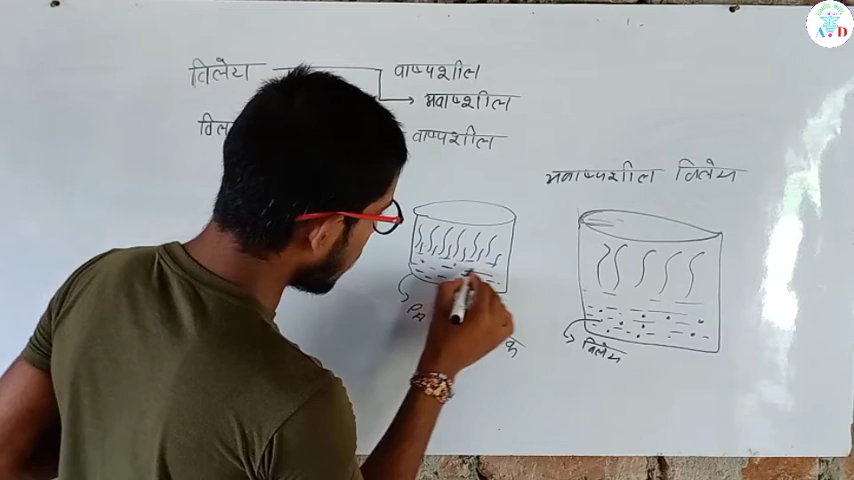 विलेय
वाष्पशील
अवाष्पशील
वाष्पशील
अवाष्पशील विलेय
विलेय
A D